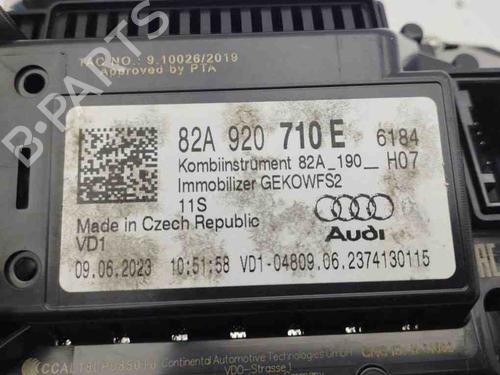 TAC NO.: 9.10026/2019
Approved by PTA
B-PARTS
82A 920 710 E 6184
Kombiinstrument 82A_190__ H07
Immobilizer GEKOWFS2
11S
Made in Czech Republic
VD1
Audi
09.06.2023 10:51:58 VD1-04809.06.2374130115
Continental Automotive Technologies GmbH
VDO-Strasse 1